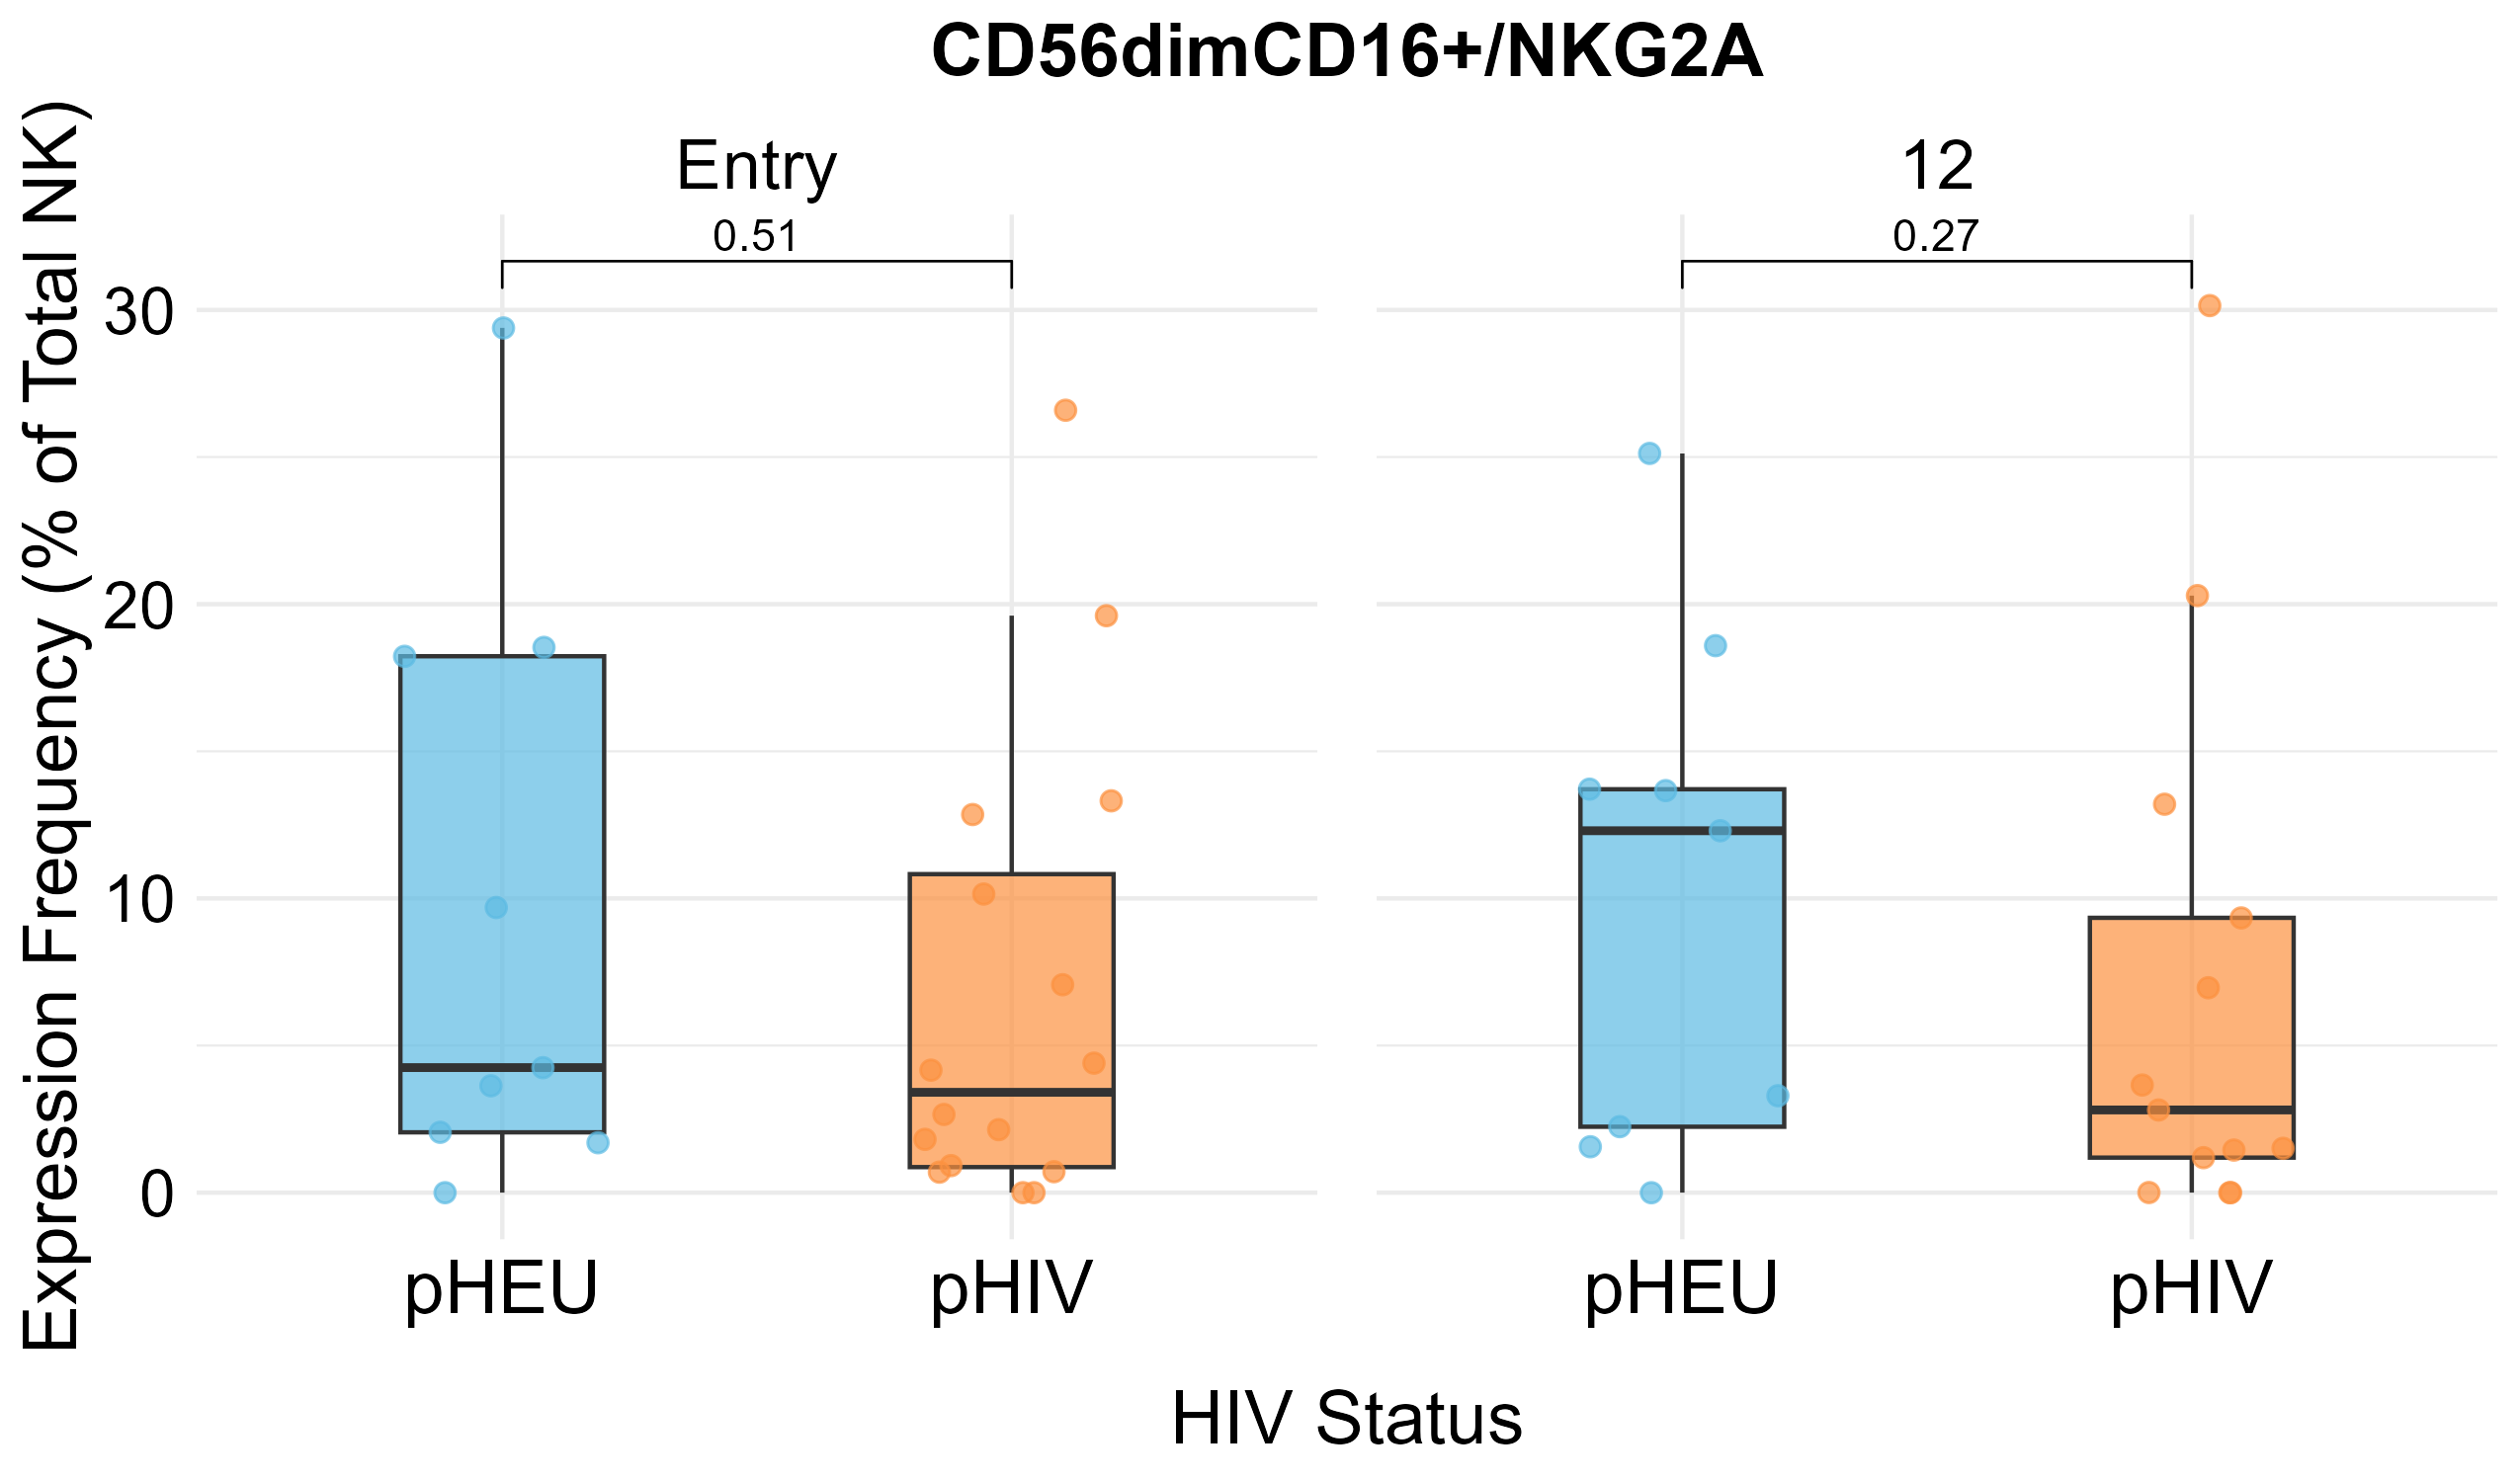 CD56dimCD16+/NKG2A
Entry
12
0.51
0.27
Expression Frequency (% of Total NK)
30
20
10
0
pHEU
pHIV
pHEU
pHIV
HIV Status